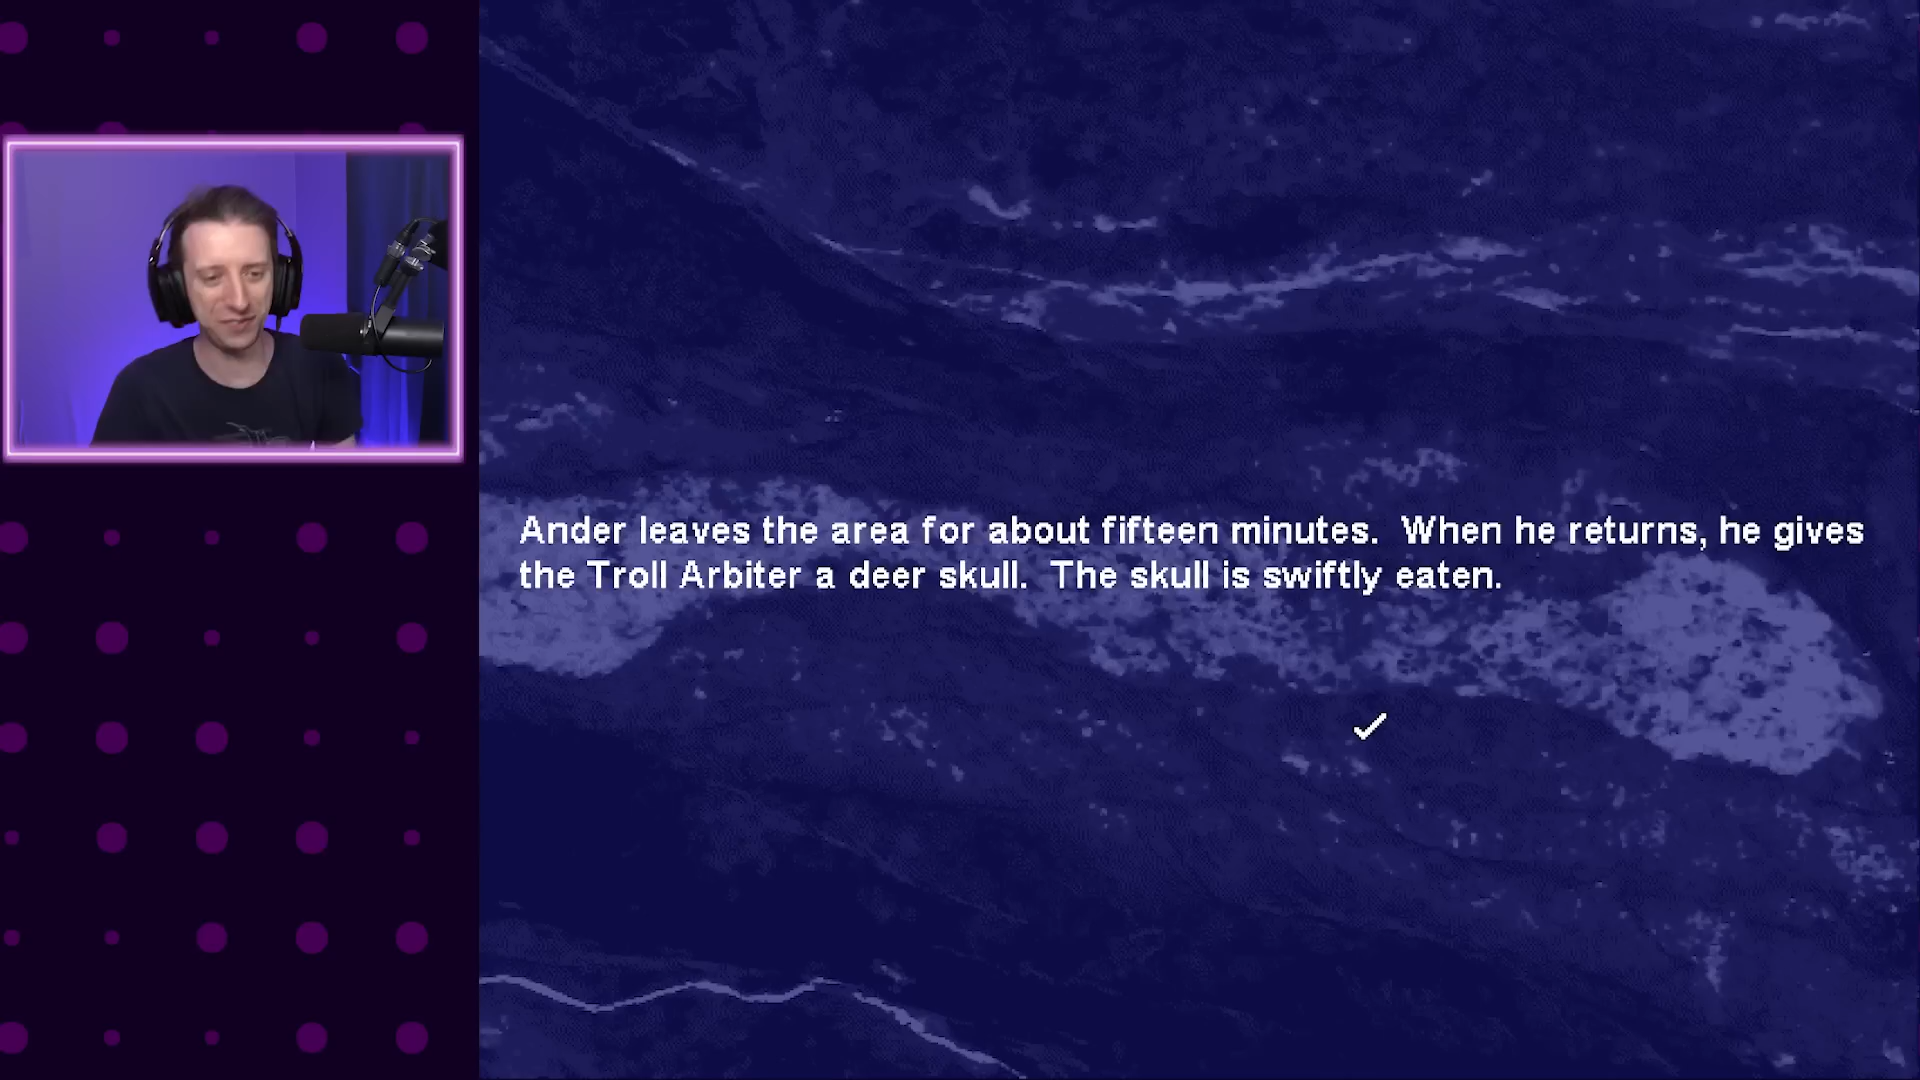 Ander leaves the area for about fifteen minutes.  When he returns, he gives
the Troll Arbiter a deer skull.  The skull is swiftly eaten.